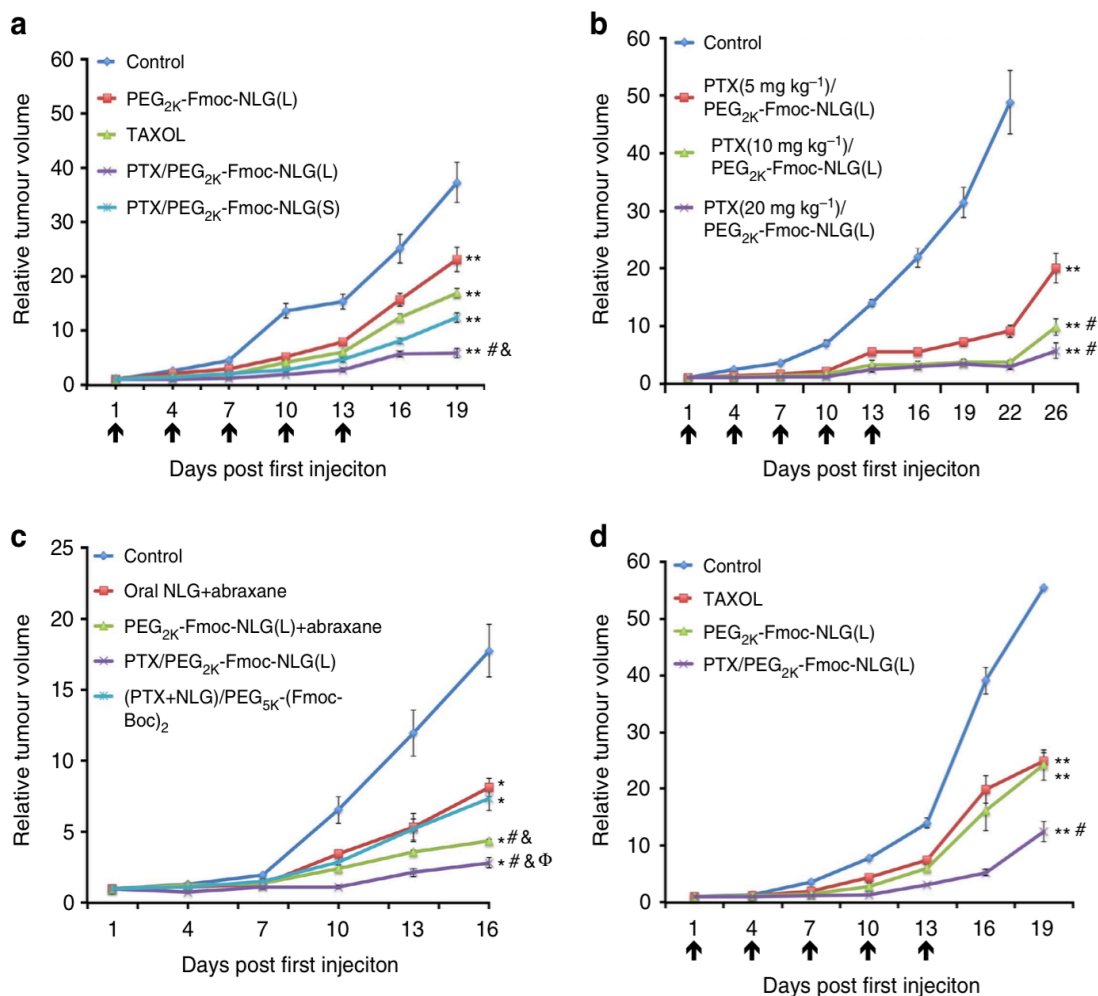 a
60
50
40
30
20
10
0
Relative tumour volume
Control
PEG2K-Fmoc-NLG(L)
TAXOL
PTX/PEG2K-Fmoc-NLG(L)
PTX/PEG2K-Fmoc-NLG(S)
**
**
**
** #&
1 4 7 10 13 16 19
Days post first injeciton
b
60
50
40
30
20
10
0
Relative tumour volume
Control
PTX(5 mg kg–1)/
PEG2K-Fmoc-NLG(L)
PTX(10 mg kg–1)/
PEG2K-Fmoc-NLG(L)
PTX(20 mg kg–1)/
PEG2K-Fmoc-NLG(L)
**
** #
** #
1 4 7 10 13 16 19 22 26
Days post first injeciton
c
25
20
15
10
5
0
Relative tumour volume
Control
Oral NLG+abraxane
PEG2K-Fmoc-NLG(L)+abraxane
PTX/PEG2K-Fmoc-NLG(L)
(PTX+NLG)/PEG5K-(Fmoc-
Boc)2
*
*
* # &
* # & Φ
1 4 7 10 13 16
Days post first injeciton
d
60
50
40
30
20
10
0
Relative tumour volume
Control
TAXOL
PEG2K-Fmoc-NLG(L)
PTX/PEG2K-Fmoc-NLG(L)
**
**
** #
1 4 7 10 13 16 19
Days post first injeciton